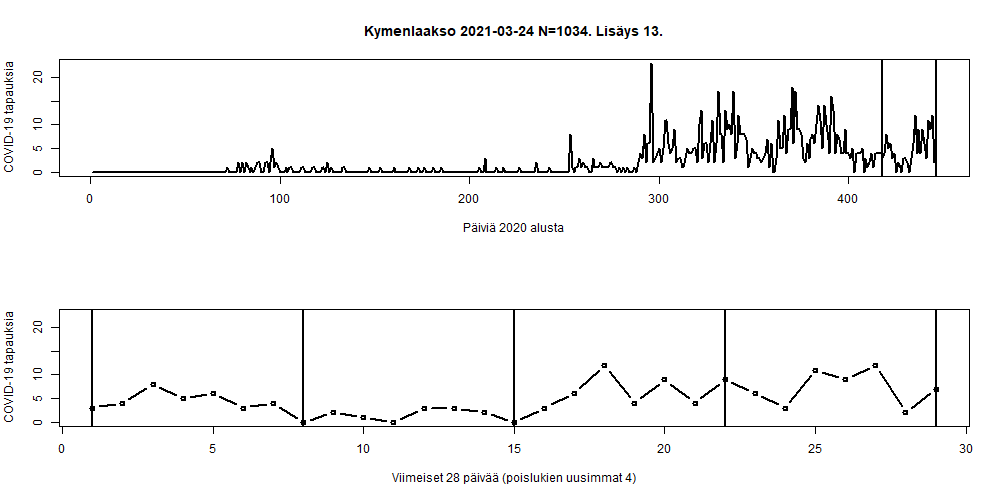 Kymenlaakso 2021-03-24 N=1034. Lisäys 13.
COVID-19 tapauksia
0 5 10 20
0 100 200 300 400
Päiviä 2020 alusta
COVID-19 tapauksia
0 5 10 20
0 5 10 15 20 25 30
Viimeiset 28 päivää (poislukien uusimmat 4)